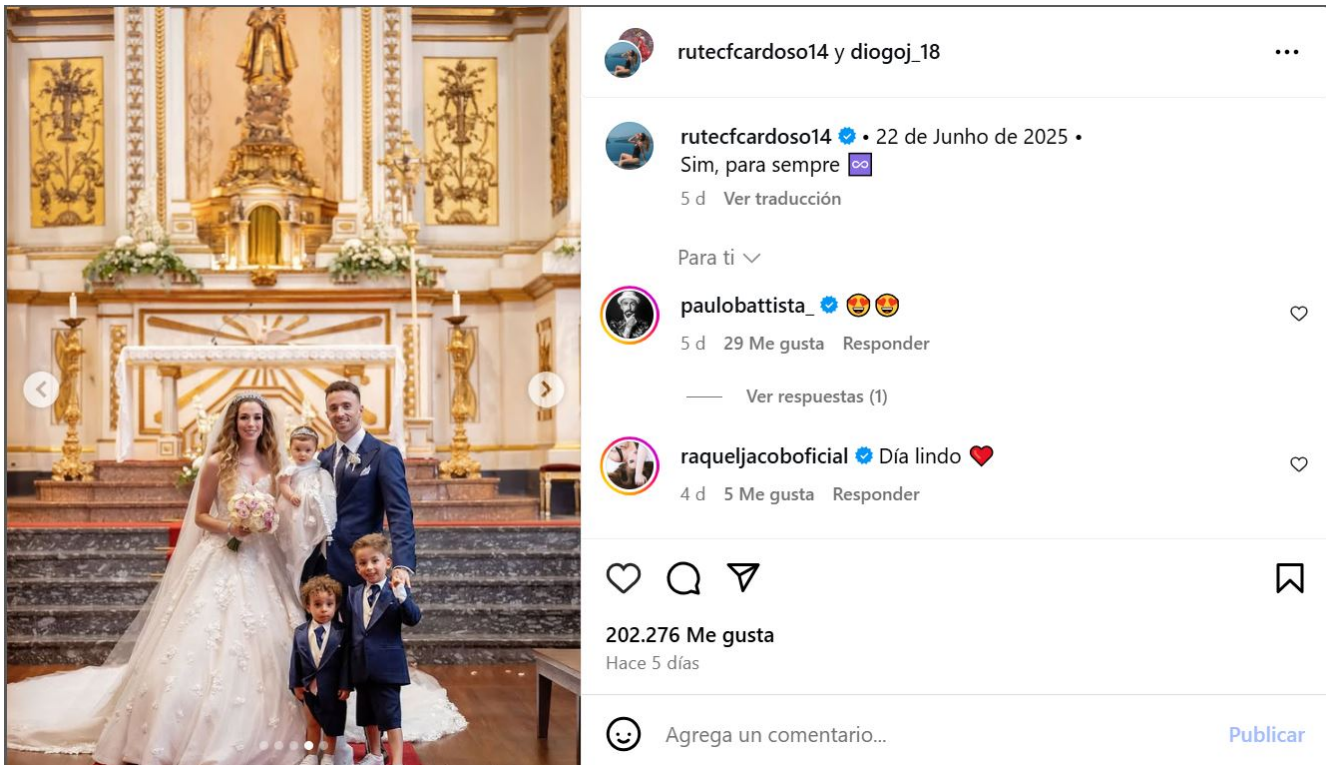 rutecfcardoso14 y diogoj_18
rutecfcardoso14 • 22 de Junho de 2025 •
Sim, para sempre ♾️
5 d Ver traducción
Para ti
paulobattista_ 😍😍
5 d 29 Me gusta Responder
Ver respuestas (1)
raqueljacoboficial Día lindo ❤️
4 d 5 Me gusta Responder
202.276 Me gusta
Hace 5 días
Agrega un comentario...
Publicar